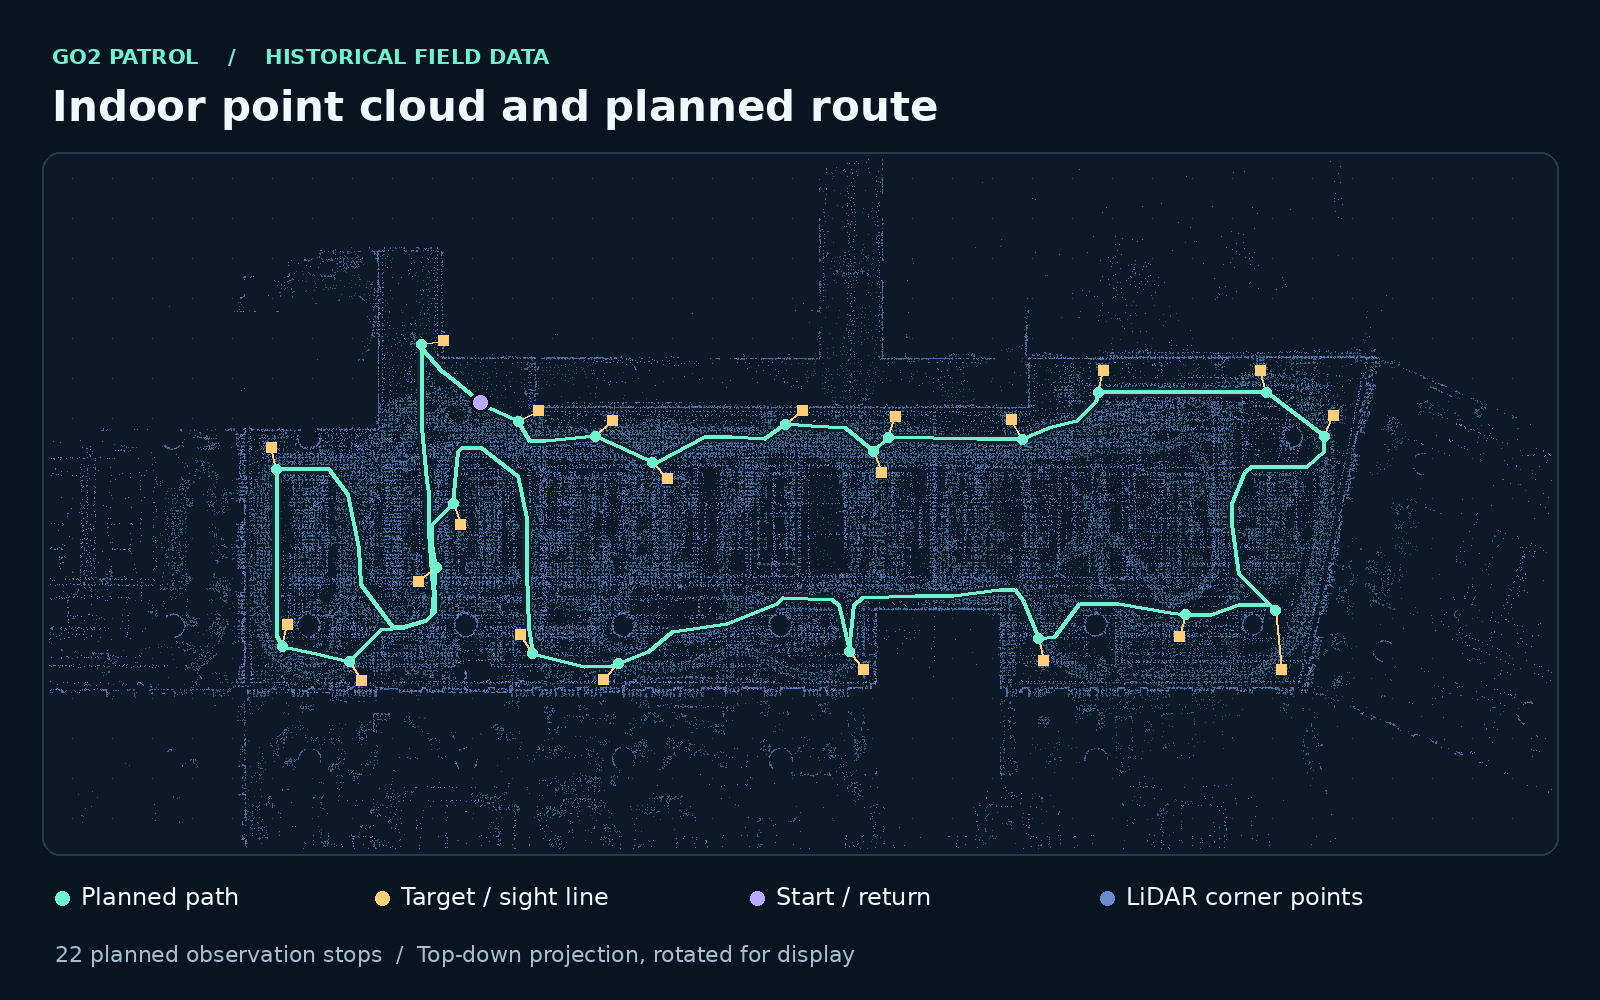 GO2 PATROL / HISTORICAL FIELD DATA
Indoor point cloud and planned route
Planned path
Target / sight line
Start / return
LiDAR corner points
22 planned observation stops / Top-down projection, rotated for display